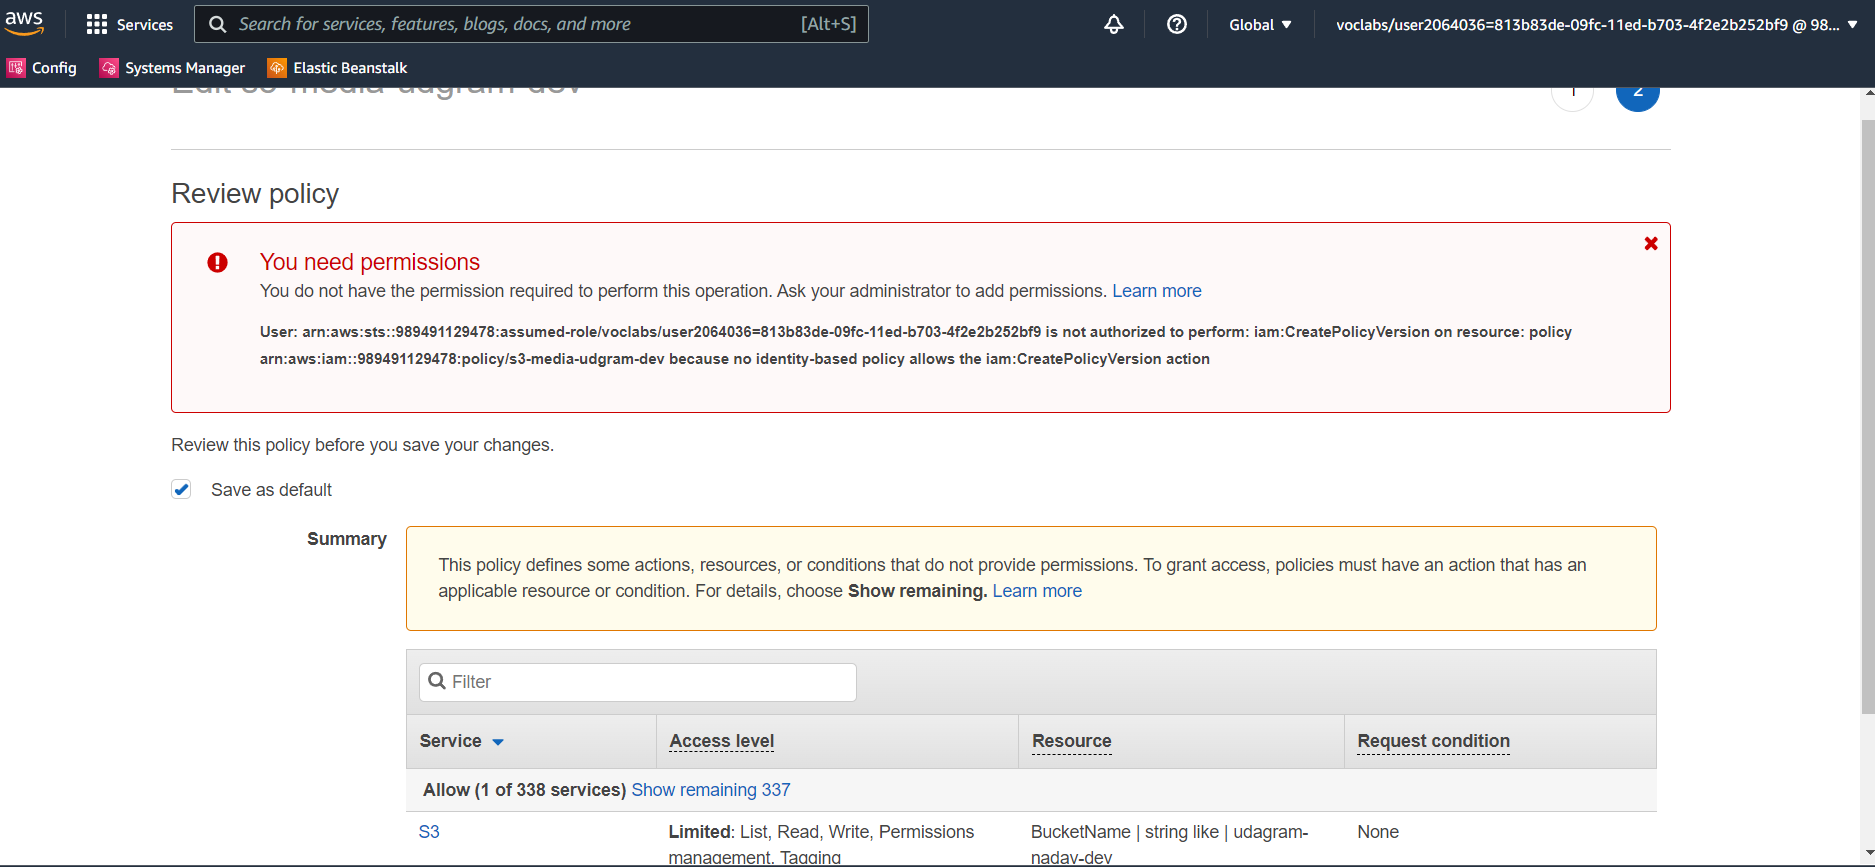 aws
Services
Search for services, features, blogs, docs, and more
[Alt+S]
Global
voclabs/user2064036=813b83de-09fc-11ed-b703-4f2e2b252bf9 @ 98...
Config
Systems Manager
Elastic Beanstalk
Edit s3-media-udgram-dev
1
2
Review policy
You need permissions
You do not have the permission required to perform this operation. Ask your administrator to add permissions. Learn more
User: arn:aws:sts::989491129478:assumed-role/voclabs/user2064036=813b83de-09fc-11ed-b703-4f2e2b252bf9 is not authorized to perform: iam:CreatePolicyVersion on resource: policy
arn:aws:iam::989491129478:policy/s3-media-udgram-dev because no identity-based policy allows the iam:CreatePolicyVersion action
Review this policy before you save your changes.
Save as default
Summary
This policy defines some actions, resources, or conditions that do not provide permissions. To grant access, policies must have an action that has an
applicable resource or condition. For details, choose Show remaining. Learn more
Filter
Service
Access level
Resource
Request condition
Allow (1 of 338 services) Show remaining 337
S3
Limited: List, Read, Write, Permissions
management, Tagging
BucketName | string like | udagram-
nadav-dev
None